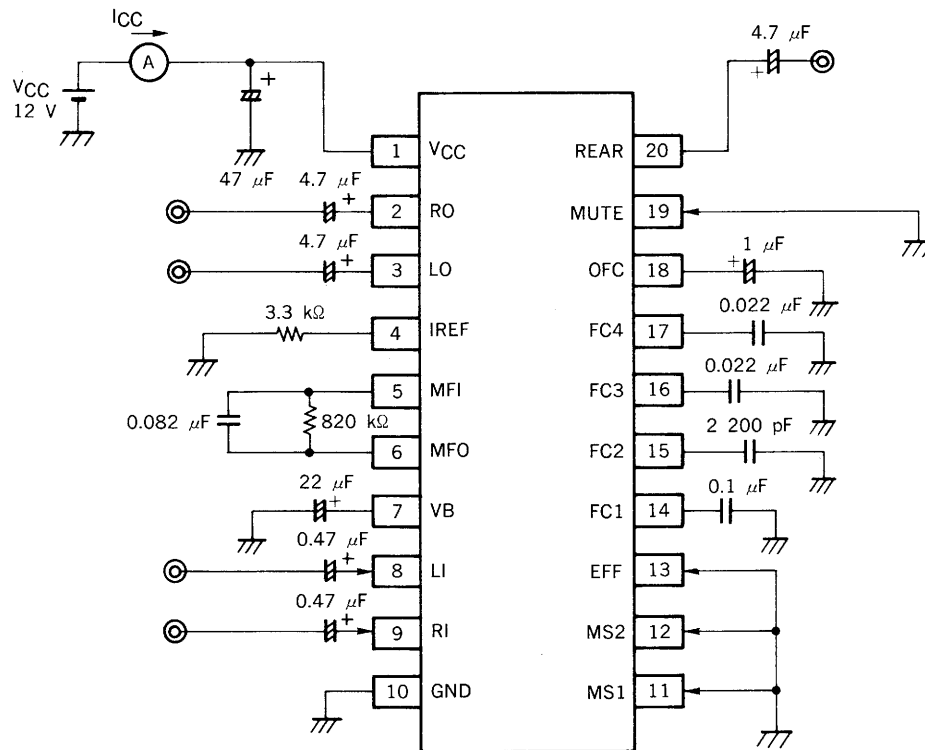 ICC
A
VCC
12 V
+
47 μF
4.7 μF
+
1 VCC
4.7 μF
+
2 RO
4.7 μF
+
3 LO
3.3 kΩ
4 IREF
5 MFI
0.082 μF
820 kΩ
6 MFO
22 μF
+
7 VB
0.47 μF
+
8 LI
0.47 μF
+
9 RI
10 GND
REAR 20
MUTE 19
1 μF
+
OFC 18
0.022 μF
FC4 17
0.022 μF
FC3 16
2 200 pF
FC2 15
0.1 μF
FC1 14
EFF 13
MS2 12
MS1 11